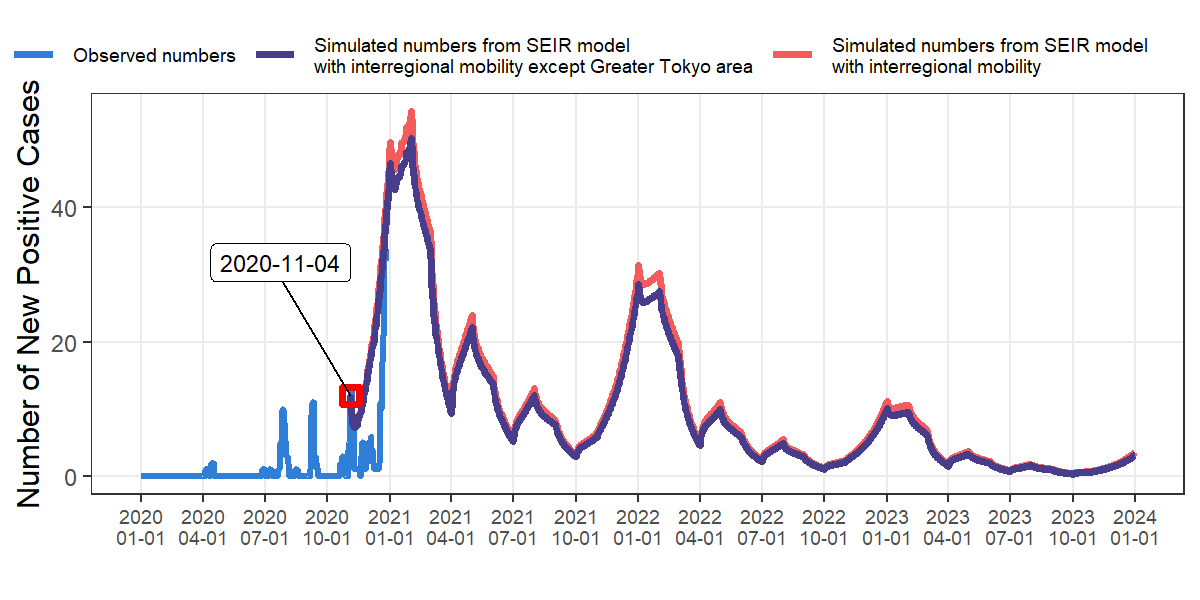 Observed numbers
Simulated numbers from SEIR model
with interregional mobility except Greater Tokyo area
Simulated numbers from SEIR model
with interregional mobility
Number of New Positive Cases
40
20
0
2020-11-04
2020 2020 2020 2020 2021 2021 2021 2021 2022 2022 2022 2022 2023 2023 2023 2023 2024
01-01 04-01 07-01 10-01 01-01 04-01 07-01 10-01 01-01 04-01 07-01 10-01 01-01 04-01 07-01 10-01 01-01